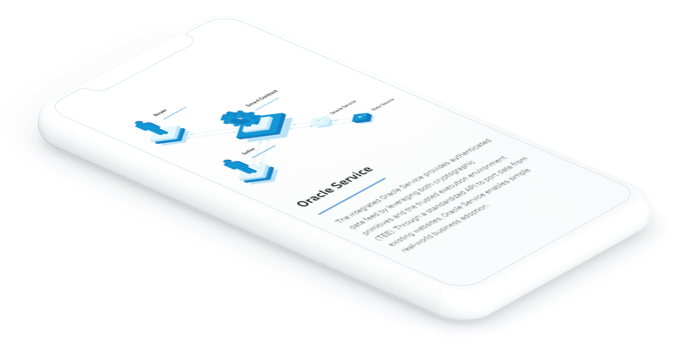 Buyer
Smart Contract
Oracle Service
Data Source
Seller
Oracle Service
The integrated Oracle Service provides authenticated
data feed by leveraging both cryptographic
primitives and the trusted execution environment
(TEE). Through a standardized API to port data from
existing websites, Oracle Service enables simple
real-world business adoption.